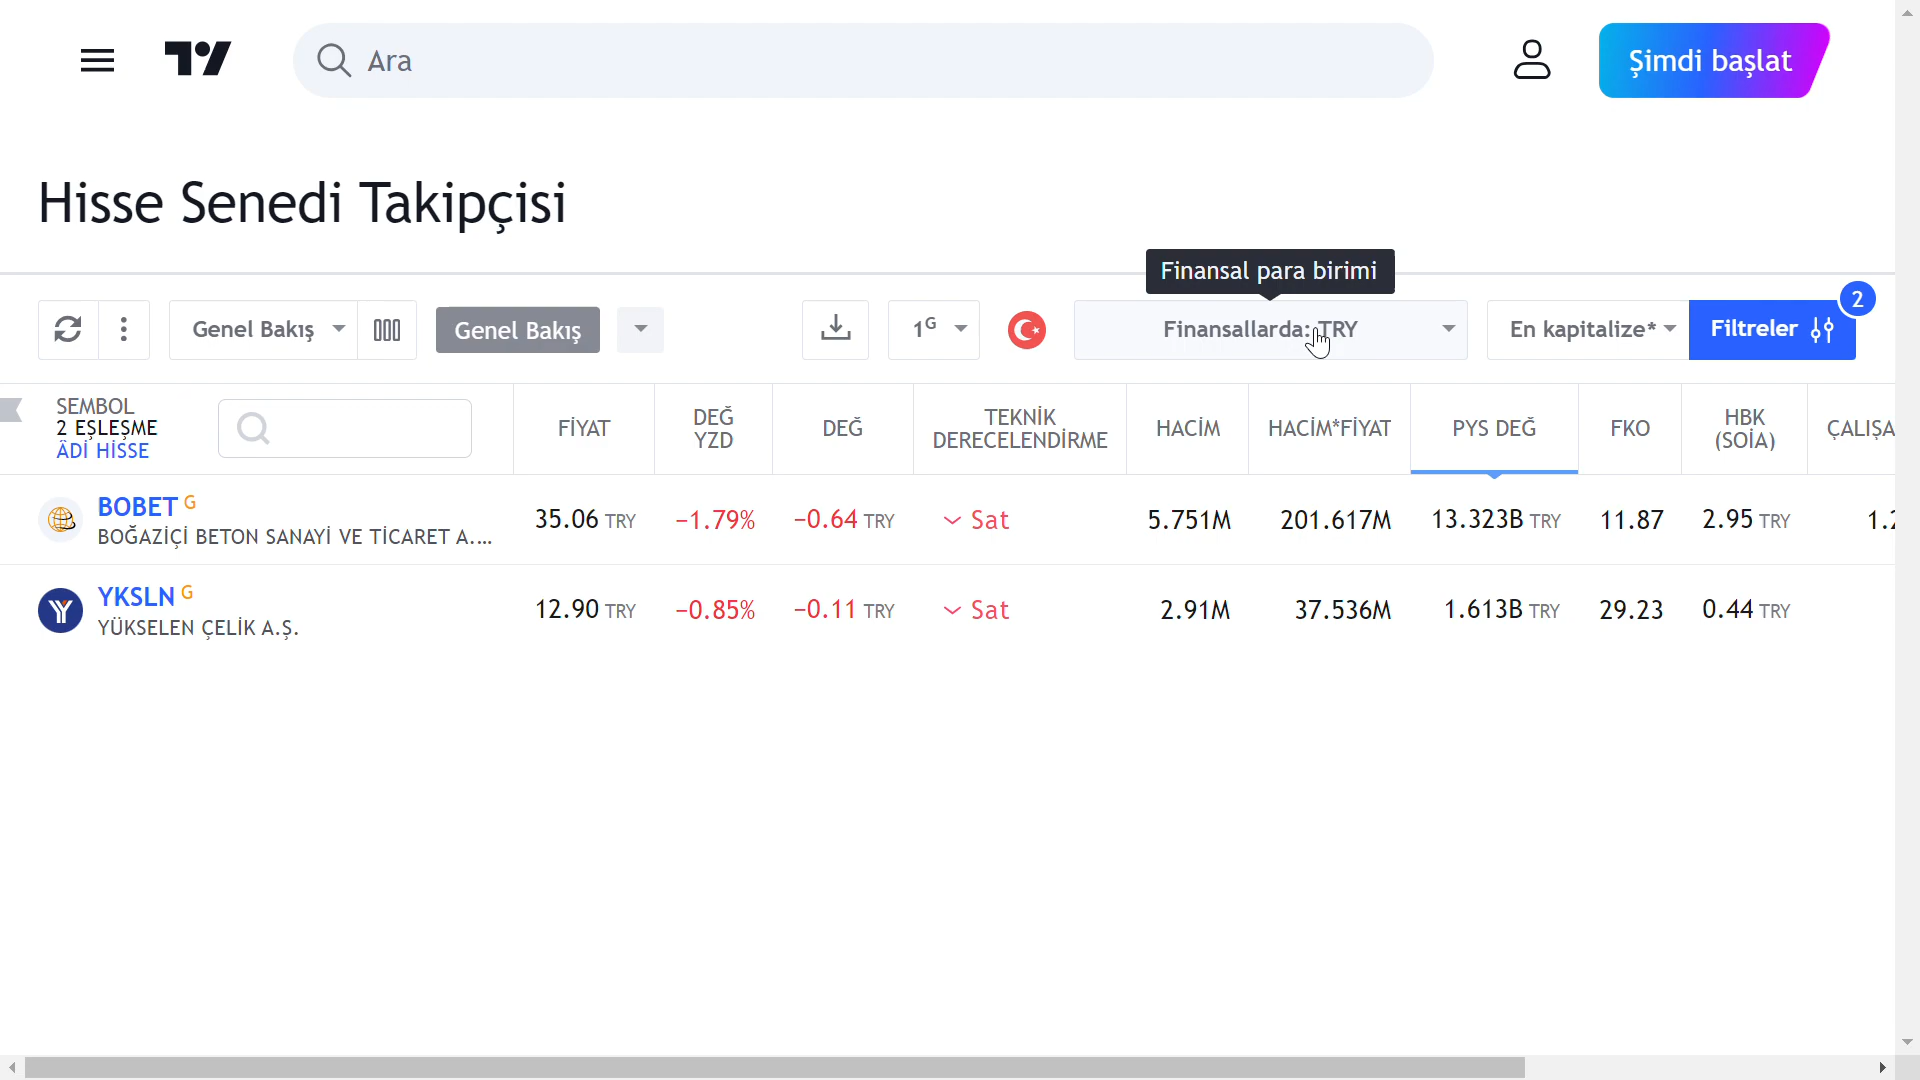 Ara
Şimdi başlat
Hisse Senedi Takipçisi
Finansal para birimi
2
Genel Bakış
Genel Bakış
1G
Finansallarda: TRY
En kapitalize*
Filtreler
SEMBOL
2 EŞLEŞME
ÂDİ HİSSE
FİYAT
DEĞ
YZD
DEĞ
TEKNİK
DERECELENDİRME
HACİM
HACİM*FİYAT
PYS DEĞ
FKO
HBK
(SOİA)
ÇALIŞA
BOBET G
BOĞAZİÇİ BETON SANAYİ VE TİCARET A....
35.06 TRY
−1.79%
−0.64 TRY
Sat
5.751M
201.617M
13.323B TRY
11.87
2.95 TRY
YKSLN G
YÜKSELEN ÇELİK A.Ş.
12.90 TRY
−0.85%
−0.11 TRY
Sat
2.91M
37.536M
1.613B TRY
29.23
0.44 TRY